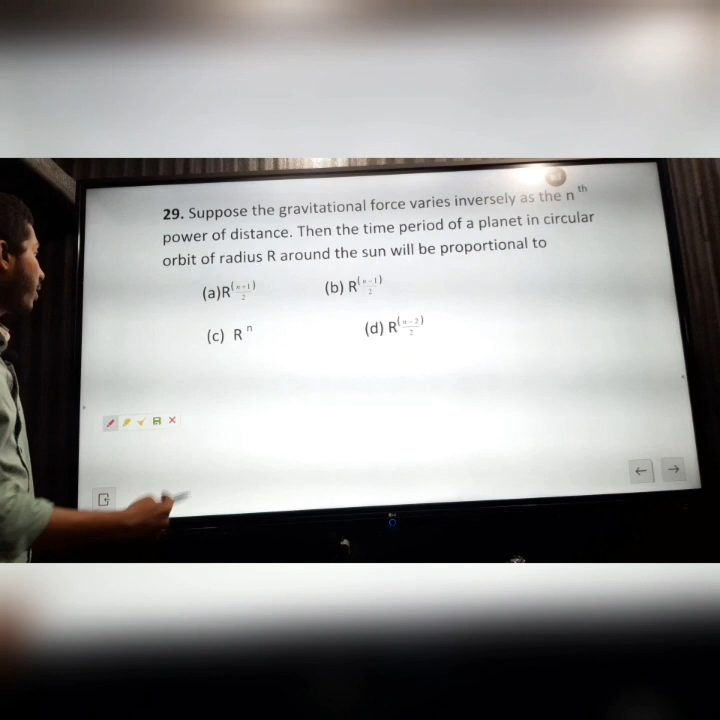 29. Suppose the gravitational force varies inversely as the n th
power of distance. Then the time period of a planet in circular
orbit of radius R around the sun will be proportional to
(a)R(n+1/2) (b) R(n-1/2)
(c) R n (d) R(n-2/2)